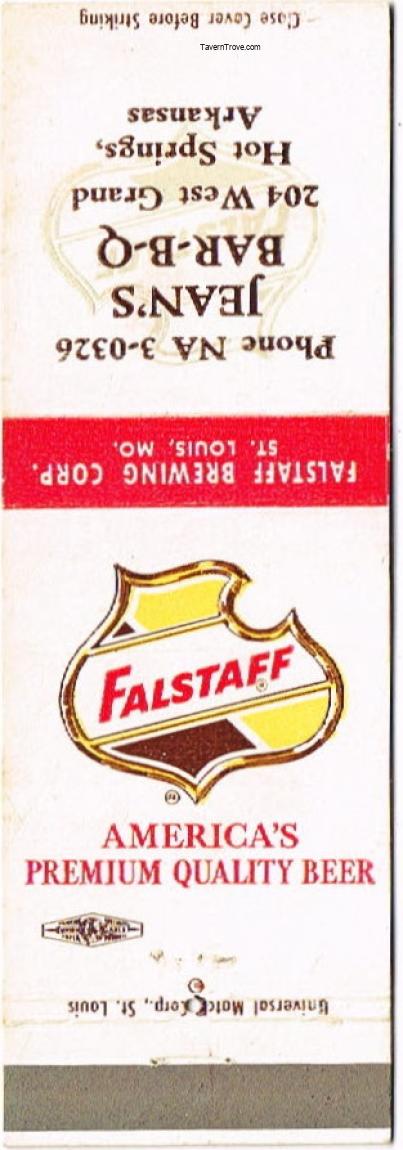 Close Cover Before Striking
TavernTrove.com
Phone NA 3-0326
JEAN'S
BAR-B-Q
204 West Grand
Hot Springs,
Arkansas
FALSTAFF BREWING CORP.
ST. LOUIS, MO.
FALSTAFF
®
®
AMERICA'S
PREMIUM QUALITY BEER
Universal Match Corp., St. Louis